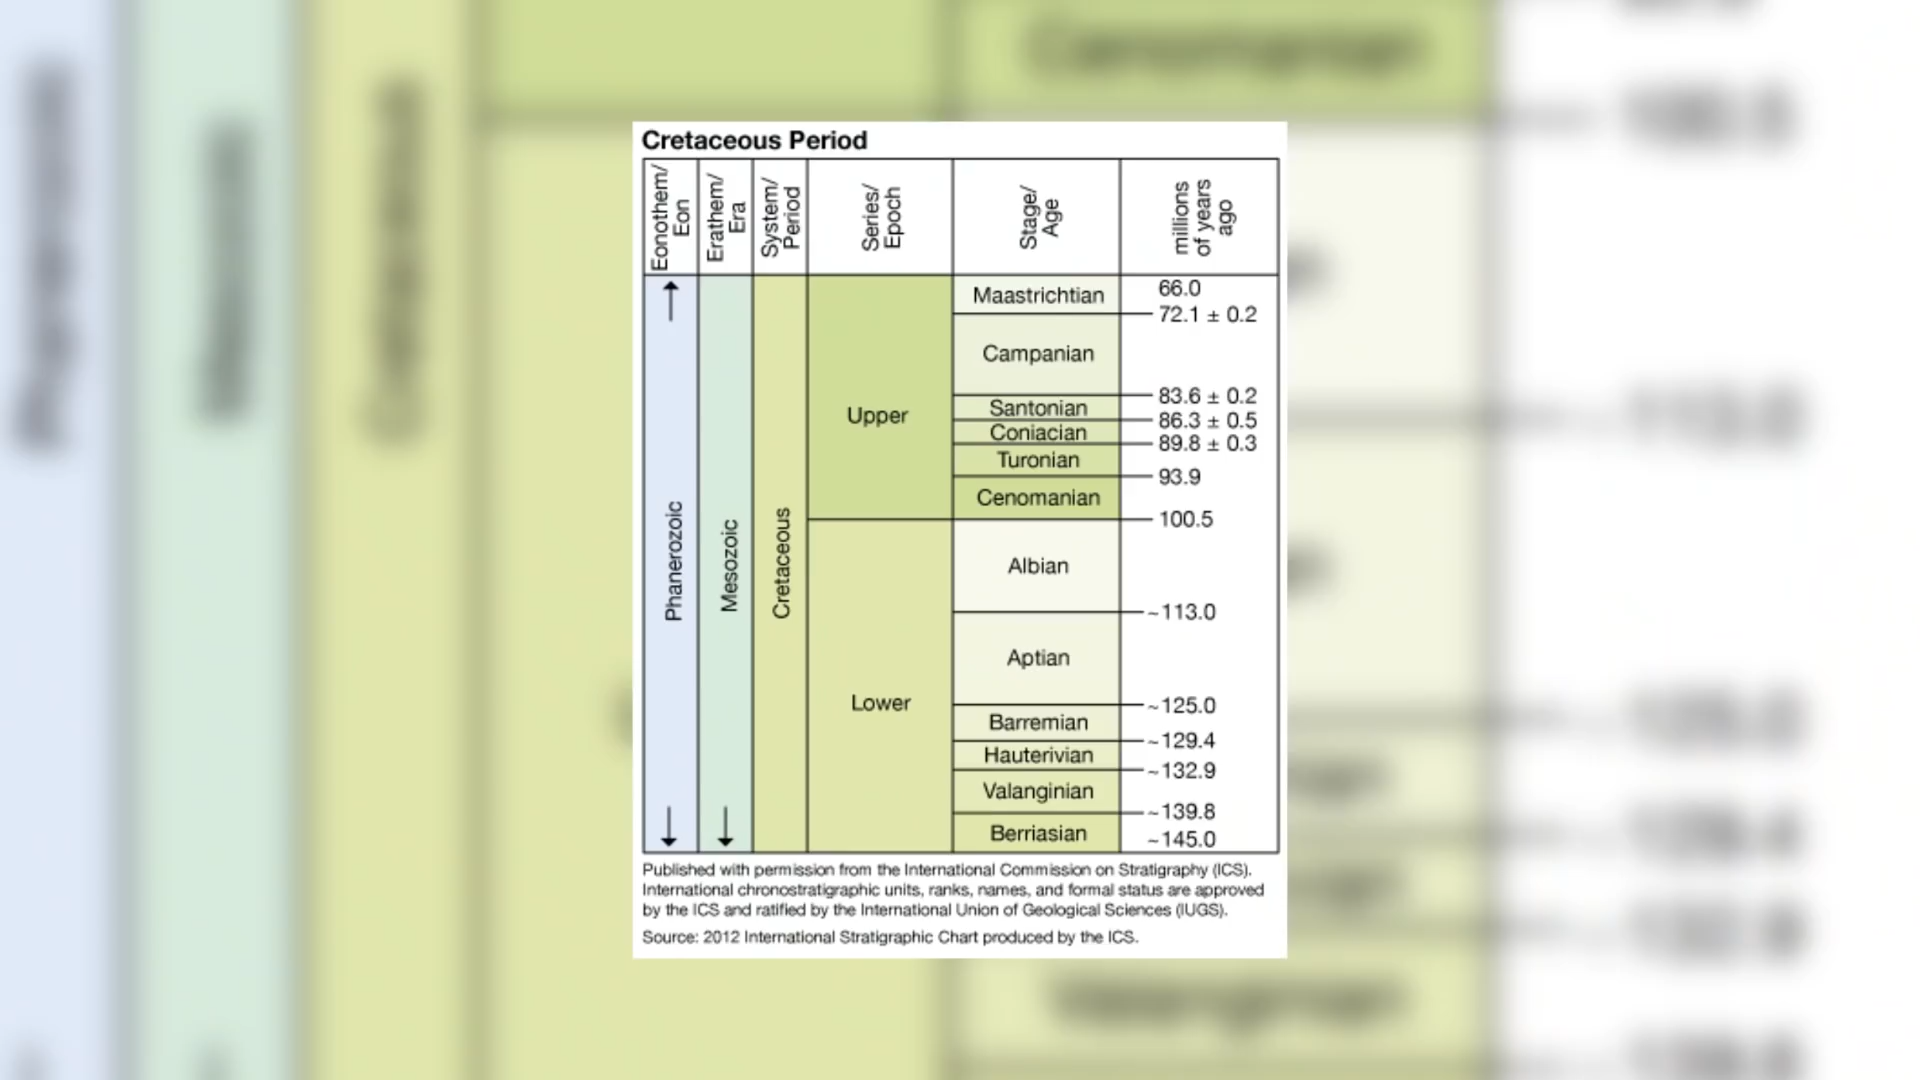 Cretaceous Period
Eonothem/
Eon
Erathem/
Era
System/
Period
Series/
Epoch
Stage/
Age
millions
of years
ago
Phanerozoic
Mesozoic
Cretaceous
Upper
Lower
Maastrichtian
Campanian
Santonian
Coniacian
Turonian
Cenomanian
Albian
Aptian
Barremian
Hauterivian
Valanginian
Berriasian
66.0
72.1 ± 0.2
83.6 ± 0.2
86.3 ± 0.5
89.8 ± 0.3
93.9
100.5
~113.0
~125.0
~129.4
~132.9
~139.8
~145.0
Published with permission from the International Commission on Stratigraphy (ICS).
International chronostratigraphic units, ranks, names, and formal status are approved
by the ICS and ratified by the International Union of Geological Sciences (IUGS).
Source: 2012 International Stratigraphic Chart produced by the ICS.